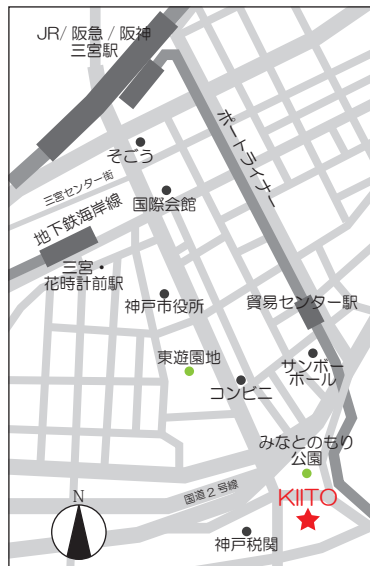 JR/ 阪急 / 阪神
三宮駅
ポートライナー
そごう
三宮センター街
国際会館
地下鉄海岸線
三宮
花時計前駅
神戸市役所
貿易センター駅
東遊園地
サンボー
ホール
コンビニ
みなとのもり
公園
国道2号線
KIITO
N
神戸税関